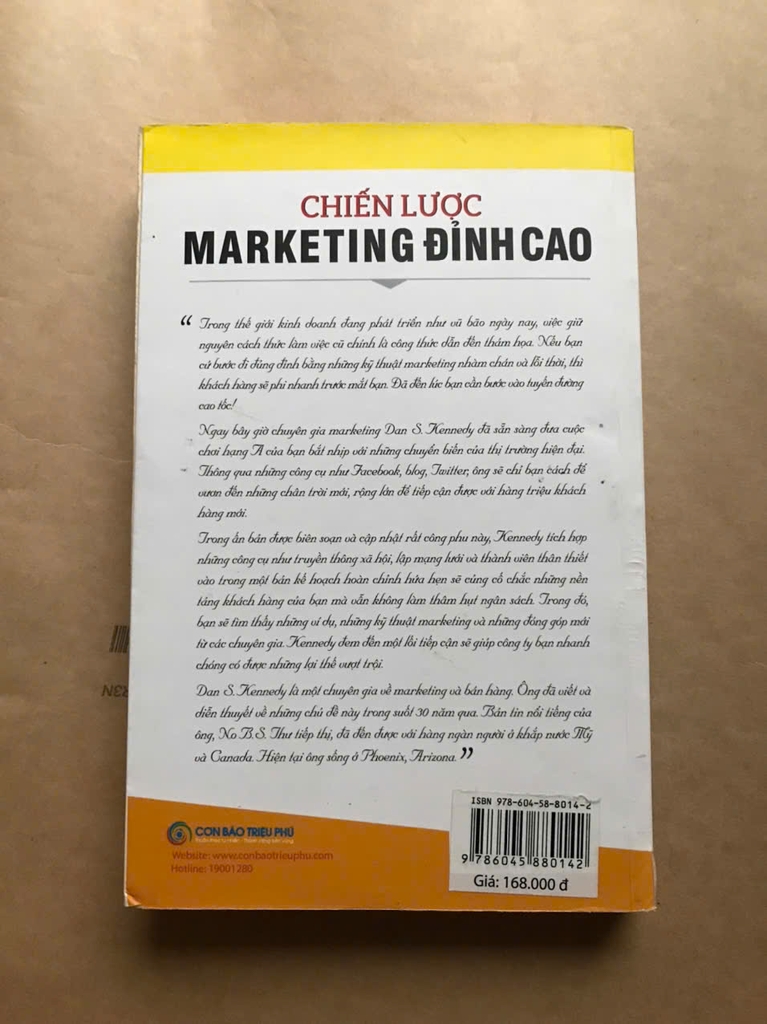 CHIẾN LƯỢC
MARKETING ĐỈNH CAO
“ Trong thế giới kinh doanh đang phát triển như vũ bão ngày nay, việc giữ
nguyên cách thức làm việc cũ chính là công thức dẫn đến thảm họa. Nếu bạn
cứ bước đi đủng đỉnh bằng những kỹ thuật marketing nhàm chán và lỗi thời, thì
khách hàng sẽ phi nhanh trước mắt bạn. Đã đến lúc bạn cần bước vào tuyến đường
cao tốc!
Ngay bây giờ chuyên gia marketing Dan S. Kennedy đã sẵn sàng đưa cuộc
chơi hạng A của bạn bắt nhịp với những chuyển biến của thị trường hiện đại.
Thông qua những công cụ như Facebook, blog, Twitter, ông sẽ chỉ bạn cách để
vươn đến những chân trời mới, rộng lớn để tiếp cận được với hàng triệu khách
hàng mới.
Trong ấn bản được biên soạn và cập nhật rất công phu này, Kennedy tích hợp
những công cụ như truyền thông xã hội, lập mạng lưới và thành viên thân thiết
vào trong một bản kế hoạch hoàn chỉnh hứa hẹn sẽ củng cố chắc những nền
tảng khách hàng của bạn mà vẫn không làm thâm hụt ngân sách. Trong đó,
bạn sẽ tìm thấy những ví dụ, những kỹ thuật marketing và những đóng góp mới
từ các chuyên gia. Kennedy đem đến một lối tiếp cận sẽ giúp công ty bạn nhanh
chóng có được những lợi thế vượt trội.
Dan S. Kennedy là một chuyên gia về marketing và bán hàng. Ông đã viết và
diễn thuyết về những chủ đề này trong suốt 30 năm qua. Bản tin nổi tiếng của
ông, No B.S. Thư tiếp thị, đã đến được với hàng ngàn người ở khắp nước Mỹ
và Canada. Hiện tại ông sống ở Phoenix, Arizona. ”
ISBN 978-604-58-8014-2
9 786045 880142
Giá: 168.000 đ
CON BÁO TRIỆU PHÚ
Website: www.conbaotrieuphu.com
Hotline: 19001280